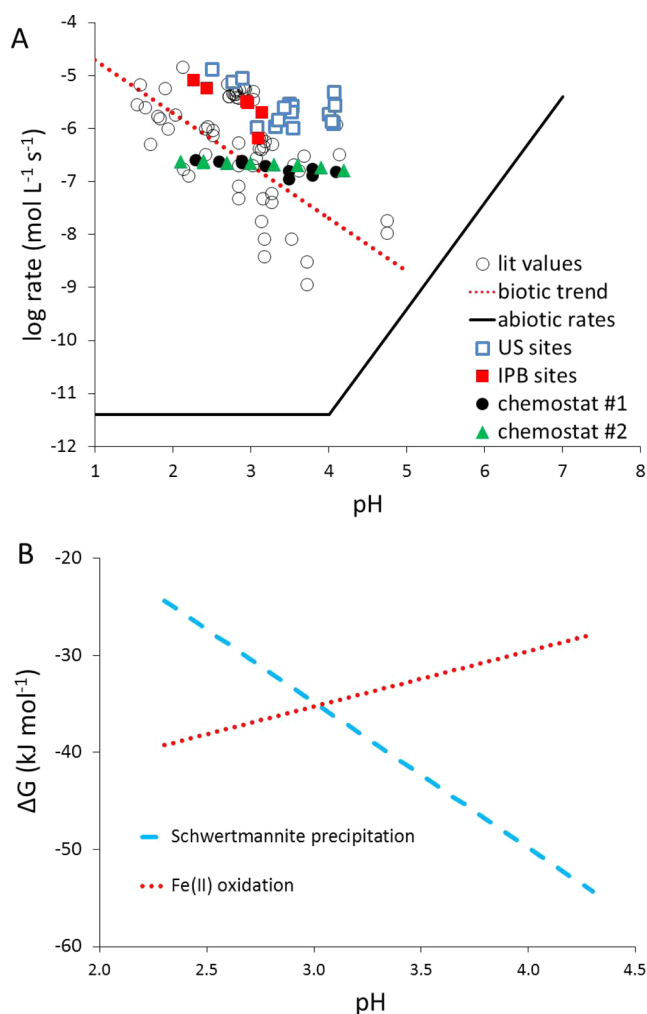 A
log rate (mol L⁻¹ s⁻¹)
-4
-5
-6
-7
-8
-9
-10
-11
-12
lit values
biotic trend
abiotic rates
US sites
IPB sites
chemostat #1
chemostat #2
1 2 3 4 5 6 7 8
pH
B
ΔG (kJ mol⁻¹)
-20
-30
-40
-50
-60
Schwertmannite precipitation
Fe(II) oxidation
2.0 2.5 3.0 3.5 4.0 4.5
pH